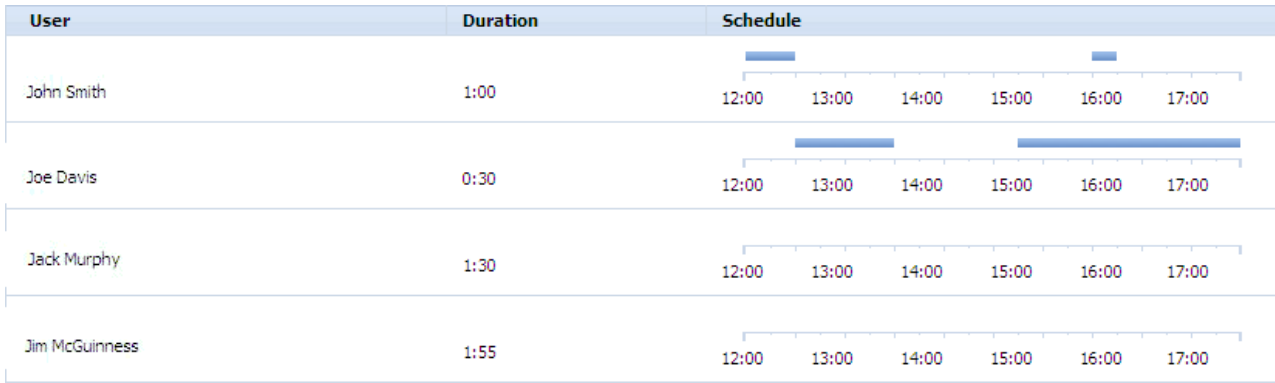 User Duration Schedule
John Smith 1:00 12:00 13:00 14:00 15:00 16:00 17:00
Joe Davis 0:30 12:00 13:00 14:00 15:00 16:00 17:00
Jack Murphy 1:30 12:00 13:00 14:00 15:00 16:00 17:00
Jim McGuinness 1:55 12:00 13:00 14:00 15:00 16:00 17:00